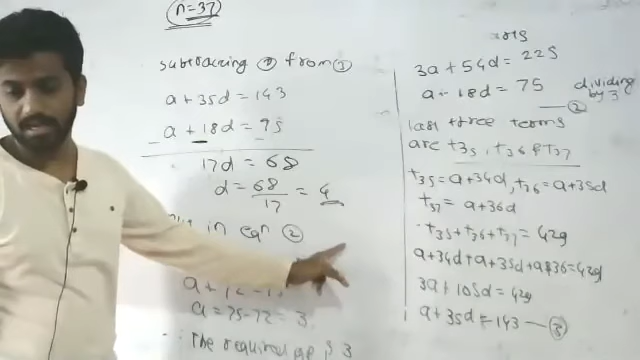 n=37
subtracting ② from ①
a+35d=143
a+18d=75
17d=68
d=68/17=4
in eqn ②
a=75-72=3
The required AP is 3
3a+54d=225
a+18d=75 dividing by 3
②
last three terms
are t35, t36 & t37
t35=a+34d, t36=a+35d
t37=a+36d
t35+t36+t37=429
a+34d+a+35d+a+36=429
3a+105d=429
a+35d=143 — ③